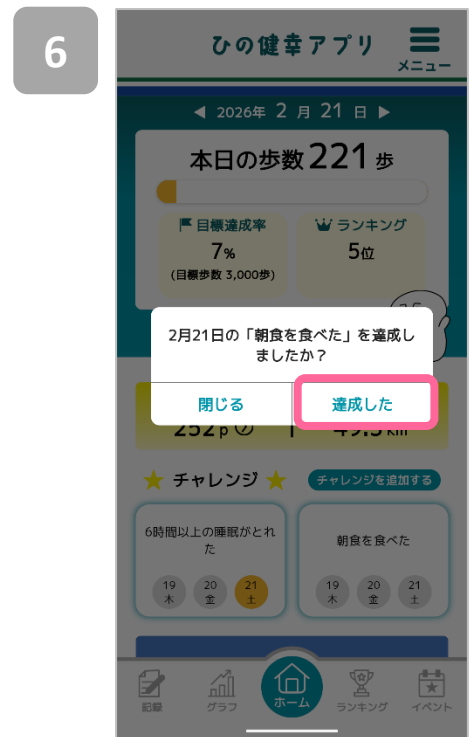 6
ひの健幸アプリ
メニュー
◀ 2026年 2 月 21 日 ▶
本日の歩数 221 歩
目標達成率
7%
(目標歩数 3,000歩)
ランキング
5位
2月21日の「朝食を食べた」を達成し
ましたか？
閉じる
達成した
252p
49.5 km
チャレンジ
チャレンジを追加する
6時間以上の睡眠がとれ
た
19 20 21
木 金 土
朝食を食べた
19 20 21
木 金 土
記録 グラフ ホーム ランキング イベント